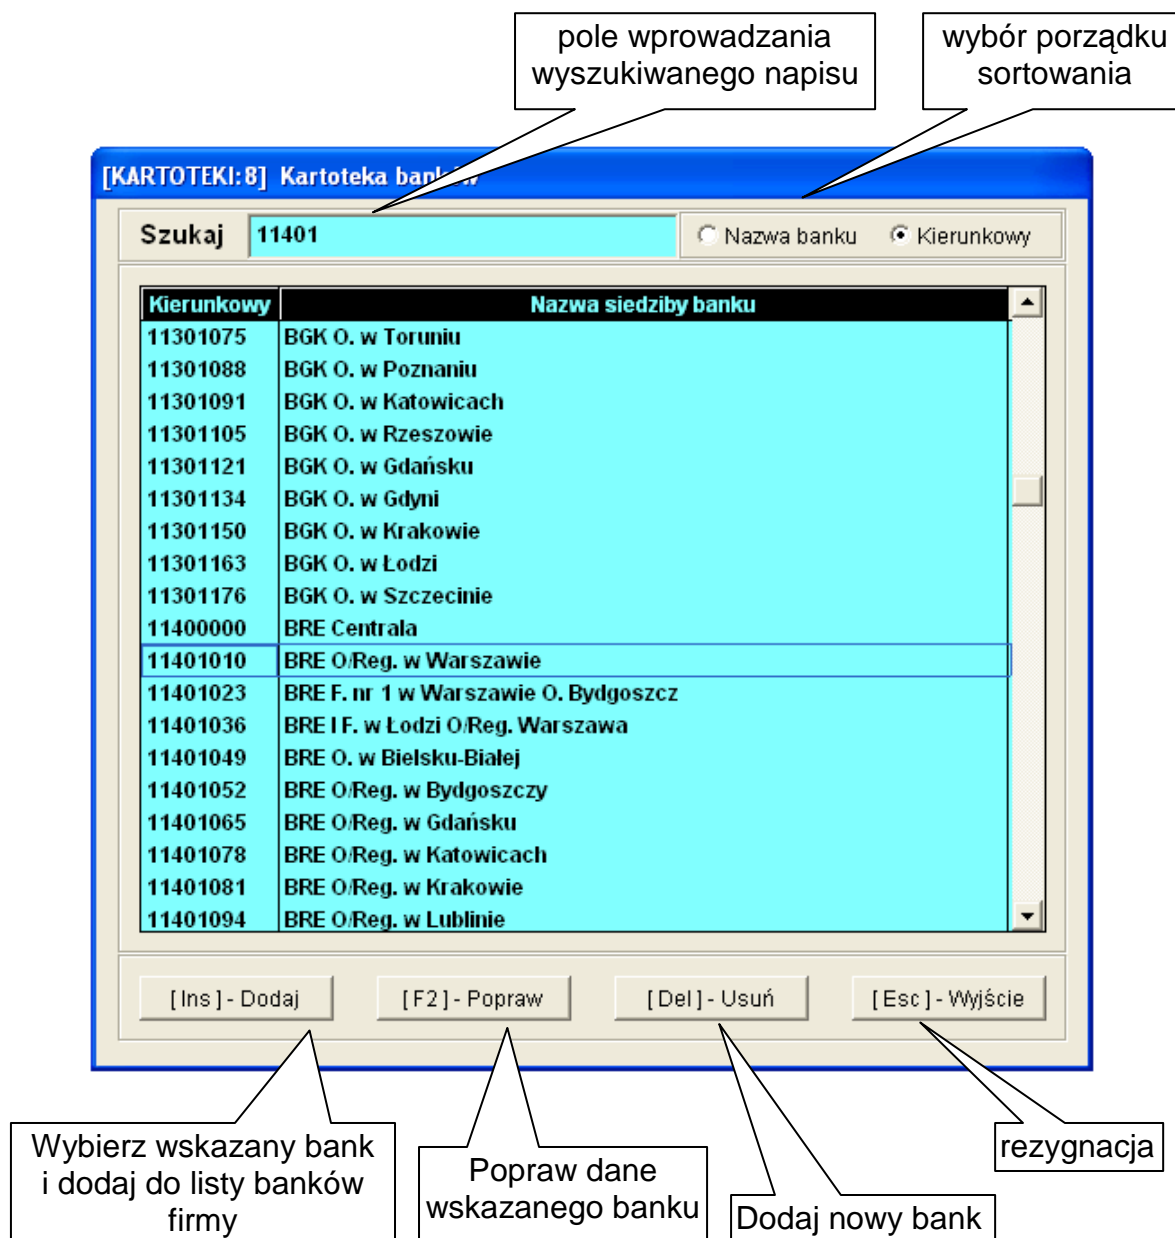 pole wprowadzania
wyszukiwanego napisu
wybór porządku
sortowania
[KARTOTEKI:8] Kartoteka banków
Szukaj 11401 Nazwa banku Kierunkowy
Kierunkowy Nazwa siedziby banku
11301075 BGK O. w Toruniu
11301088 BGK O. w Poznaniu
11301091 BGK O. w Katowicach
11301105 BGK O. w Rzeszowie
11301121 BGK O. w Gdańsku
11301134 BGK O. w Gdyni
11301150 BGK O. w Krakowie
11301163 BGK O. w Łodzi
11301176 BGK O. w Szczecinie
11400000 BRE Centrala
11401010 BRE O/Reg. w Warszawie
11401023 BRE F. nr 1 w Warszawie O. Bydgoszcz
11401036 BRE I F. w Łodzi O/Reg. Warszawa
11401049 BRE O. w Bielsku-Białej
11401052 BRE O/Reg. w Bydgoszczy
11401065 BRE O/Reg. w Gdańsku
11401078 BRE O/Reg. w Katowicach
11401081 BRE O/Reg. w Krakowie
11401094 BRE O/Reg. w Lublinie
[ Ins ] - Dodaj [ F2 ] - Popraw [ Del ] - Usuń [ Esc ] - Wyjście
Wybierz wskazany bank
i dodaj do listy banków
firmy
Popraw dane
wskazanego banku
Dodaj nowy bank
rezygnacja